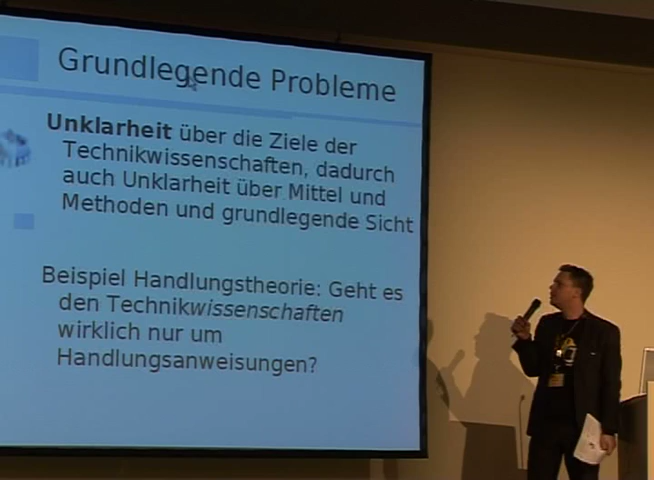 Grundlegende Probleme
Unklarheit über die Ziele der
Technikwissenschaften, dadurch
auch Unklarheit über Mittel und
Methoden und grundlegende Sicht
Beispiel Handlungstheorie: Geht es
den Technikwissenschaften
wirklich nur um
Handlungsanweisungen?